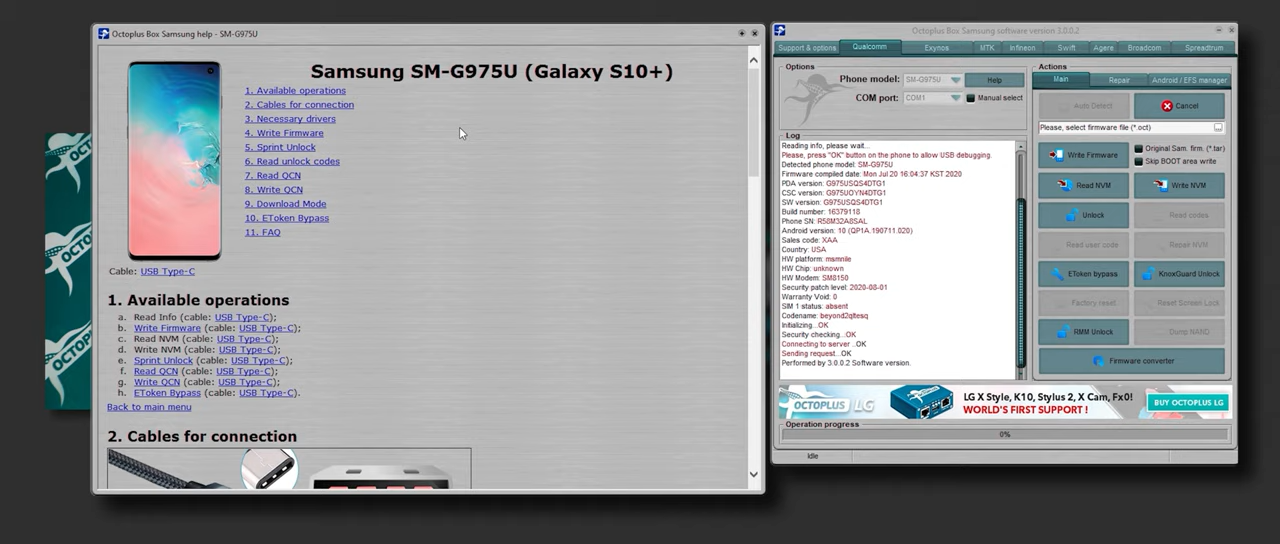 Octoplus Box Samsung help - SM-G975U
Samsung SM-G975U (Galaxy S10+)
1. Available operations
2. Cables for connection
3. Necessary drivers
4. Write Firmware
5. Sprint Unlock
6. Read unlock codes
7. Read QCN
8. Write QCN
9. Download Mode
10. EToken Bypass
11. FAQ
Cable: USB Type-C
1. Available operations
a. Read Info (cable: USB Type-C);
b. Write Firmware (cable: USB Type-C);
c. Read NVM (cable: USB Type-C);
d. Write NVM (cable: USB Type-C);
e. Sprint Unlock (cable: USB Type-C);
f. Read QCN (cable: USB Type-C);
g. Write QCN (cable: USB Type-C);
h. EToken Bypass (cable: USB Type-C).
Back to main menu
2. Cables for connection
Octoplus Box Samsung software version 3.0.0.2
Support & options Qualcomm Exynos MTK Infineon Swift Agere Broadcom Spreadtrum
Options
Phone model: SM-G975U Help
COM port: COM1 Manual select
Log
Reading info, please wait...
Please, press "OK" button on the phone to allow USB debugging.
Detected phone model: SM-G975U
Firmware compiled date: Mon Jul 20 16:04:37 KST 2020
PDA version: G975USQS4DTG1
CSC version: G975UOYN4DTG1
SW version: G975USQS4DTG1
Build number: 16379118
Phone SN: R58M32A8SAL
Android version: 10 (QP1A.190711.020)
Sales code: XAA
Country: USA
HW platform: msmnile
HW Chip: unknown
HW Modem: SM8150
Security patch level: 2020-08-01
Warranty Void: 0
SIM 1 status: absent
Codename: beyond2qltesq
Initializing...OK
Security checking...OK
Connecting to server ..OK
Sending request...OK
Performed by 3.0.0.2 Software version.
Actions
Main Repair Android / EFS manager
Auto Detect Cancel
Please, select firmware file (*.oct) ...
Write Firmware Original Sam. firm. (*.tar)
Skip BOOT area write
Read NVM Write NVM
Unlock Read codes
Read user code Repair NVM
EToken bypass KnoxGuard Unlock
Factory reset Reset Screen Lock
RMM Unlock Dump NAND
Firmware converter
OCTOPLUS LG LG X Style, K10, Stylus 2, X Cam, Fx0!
WORLD'S FIRST SUPPORT !
BUY OCTOPLUS LG
Operation progress
0%
Idle